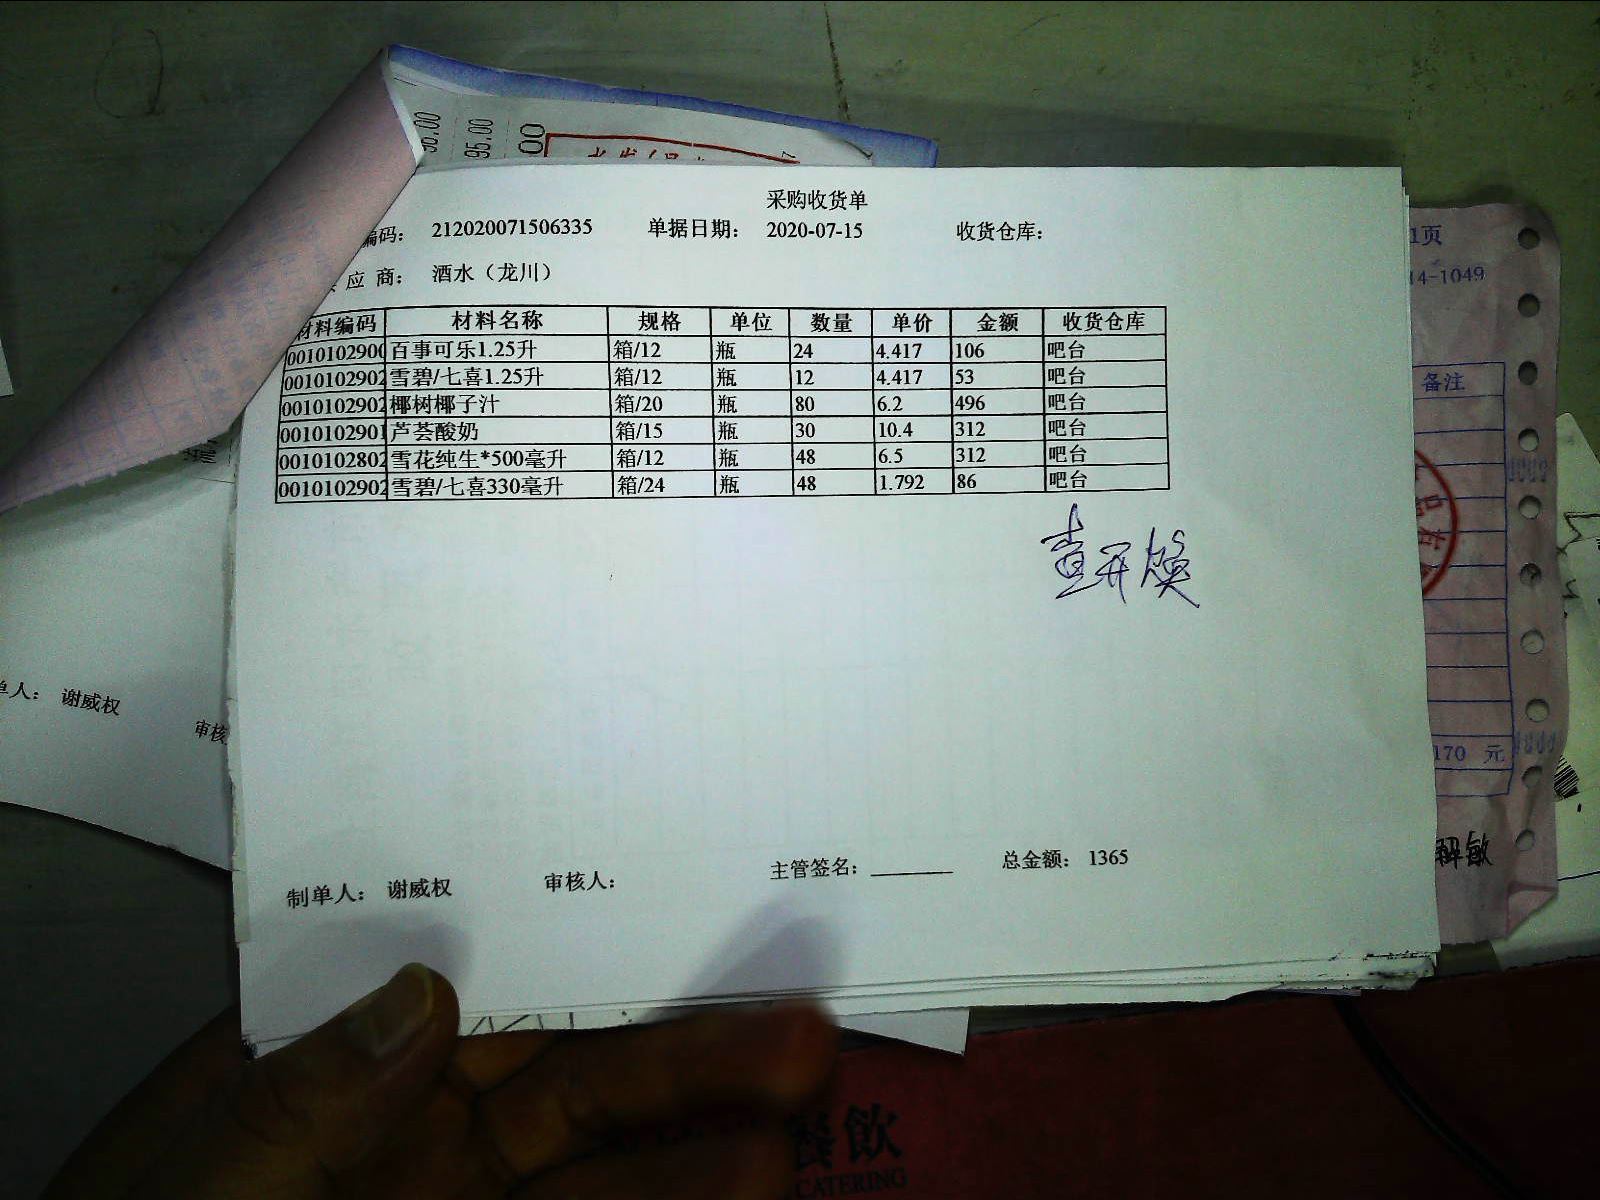 96.00
95.00
00
采购收货单
编码： 212020071506335 单据日期： 2020-07-15 收货仓库：
应 商： 酒水（龙川）
材料编码 材料名称 规格 单位 数量 单价 金额 收货仓库
0010102900 百事可乐1.25升 箱/12 瓶 24 4.417 106 吧台
0010102902 雪碧/七喜1.25升 箱/12 瓶 12 4.417 53 吧台
0010102902 椰树椰子汁 箱/20 瓶 80 6.2 496 吧台
0010102901 芦荟酸奶 箱/15 瓶 30 10.4 312 吧台
0010102802 雪花纯生*500毫升 箱/12 瓶 48 6.5 312 吧台
0010102902 雪碧/七喜330毫升 箱/24 瓶 48 1.792 86 吧台
制单人： 谢威权 审核人： 主管签名： 总金额： 1365
单人： 谢威权
审核
1页
14-1049
备注
170 元
餐飲
CATERING